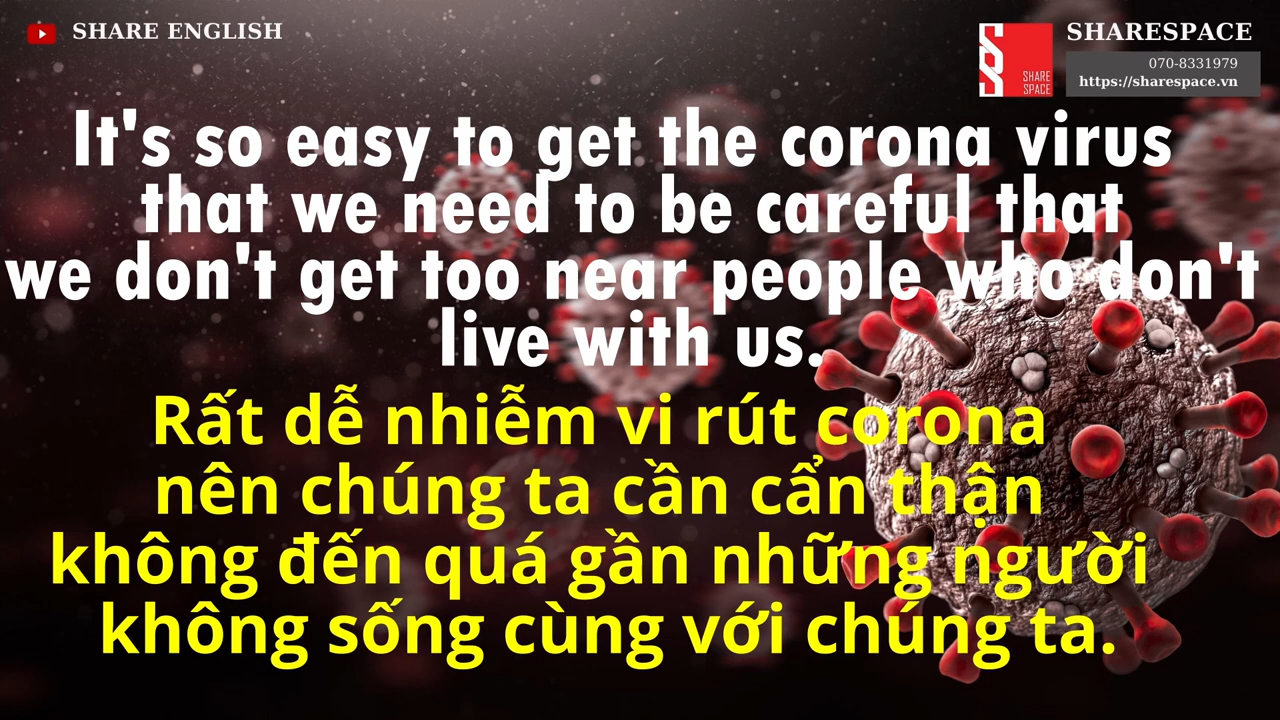 SHARE ENGLISH
SHARESPACE
070-8331979
https://sharespace.vn
SHARE
SPACE
It's so easy to get the corona virus
that we need to be careful that
we don't get too near people who don't
live with us.
Rất dễ nhiễm vi rút corona
nên chúng ta cần cẩn thận
không đến quá gần những người
không sống cùng với chúng ta.